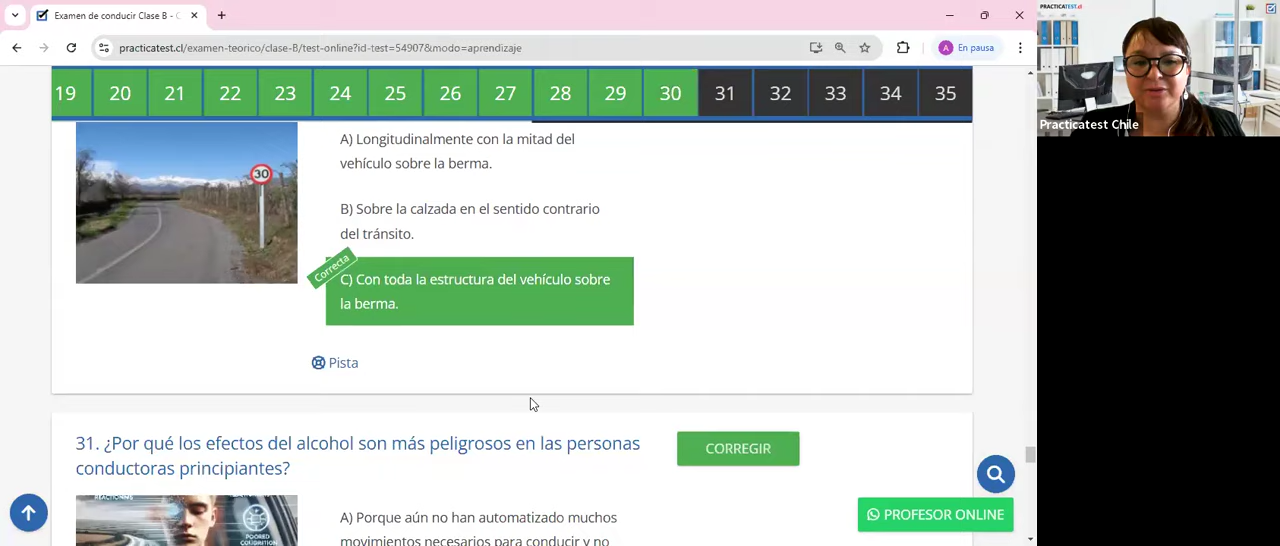 Examen de conducir Clase B - C
practicatest.cl/examen-teorico/clase-B/test-online?id-test=54907&modo=aprendizaje
A
En pausa
PRACTICATEST.cl
Practicatest Chile
19 20 21 22 23 24 25 26 27 28 29 30 31 32 33 34 35
30
A) Longitudinalmente con la mitad del
vehículo sobre la berma.
B) Sobre la calzada en el sentido contrario
del tránsito.
Correcta
C) Con toda la estructura del vehículo sobre
la berma.
Pista
31. ¿Por qué los efectos del alcohol son más peligrosos en las personas
conductoras principiantes?
CORREGIR
A) Porque aún no han automatizado muchos
movimientos necesarios para conducir y no
PROFESOR ONLINE